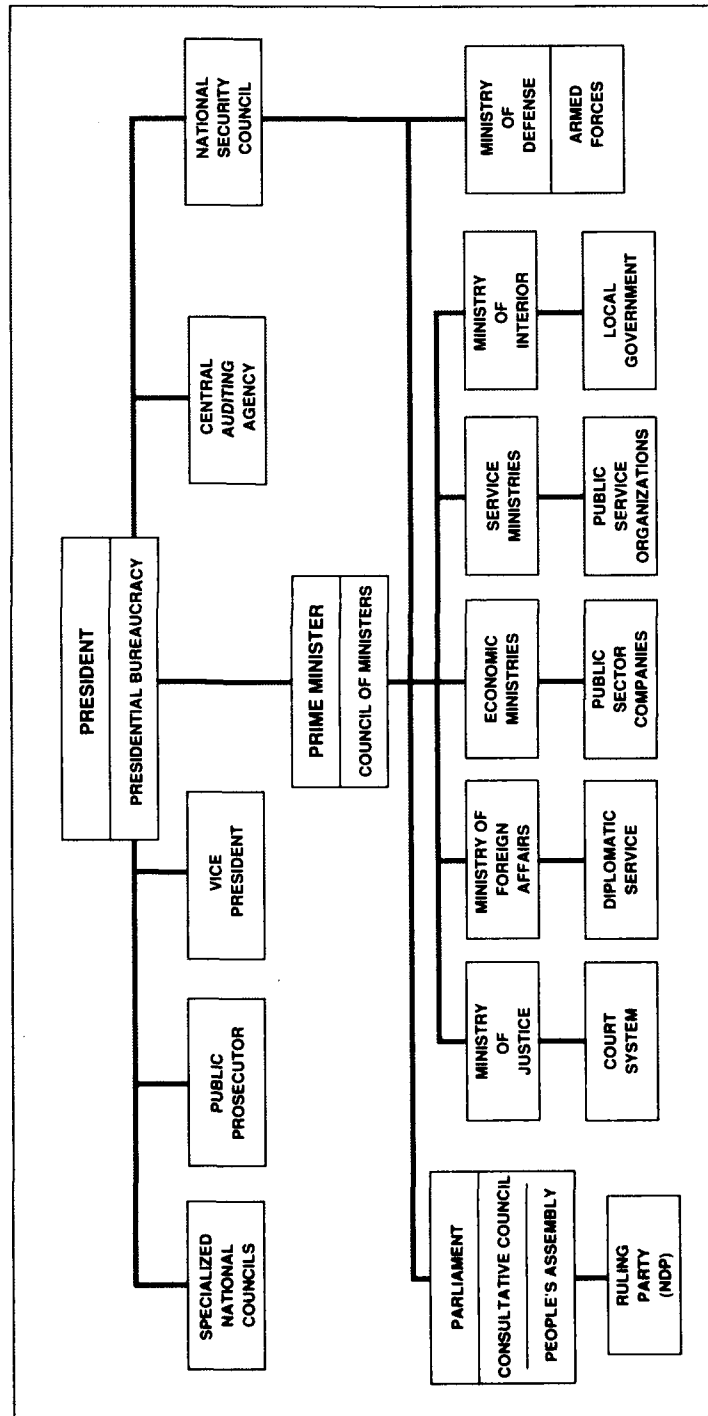 PRESIDENT
PRESIDENTIAL BUREAUCRACY
SPECIALIZED
NATIONAL
COUNCILS
PUBLIC
PROSECUTOR
VICE
PRESIDENT
CENTRAL
AUDITING
AGENCY
NATIONAL
SECURITY
COUNCIL
PRIME MINISTER
COUNCIL OF MINISTERS
PARLIAMENT
CONSULTATIVE COUNCIL
PEOPLE'S ASSEMBLY
RULING
PARTY
(NDP)
MINISTRY
OF
JUSTICE
COURT
SYSTEM
MINISTRY OF
FOREIGN
AFFAIRS
DIPLOMATIC
SERVICE
ECONOMIC
MINISTRIES
PUBLIC
SECTOR
COMPANIES
SERVICE
MINISTRIES
PUBLIC
SERVICE
ORGANIZATIONS
MINISTRY
OF
INTERIOR
LOCAL
GOVERNMENT
MINISTRY
OF
DEFENSE
ARMED
FORCES